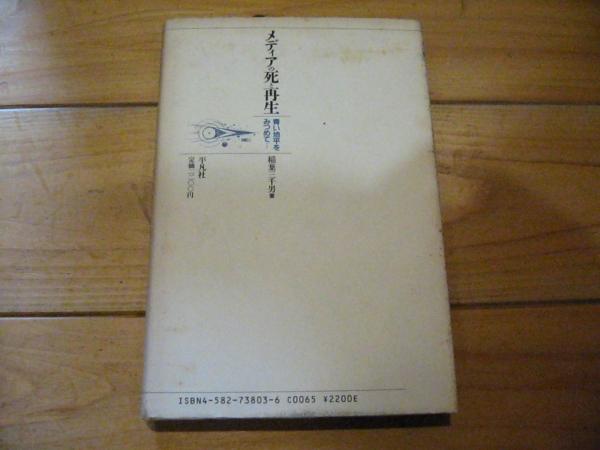 メディアの死と再生
青い地平を
みつめて
稲葉三千男著
平凡社
定価二二〇〇円
ISBN4-582-73803-6 C0065 ¥2200E